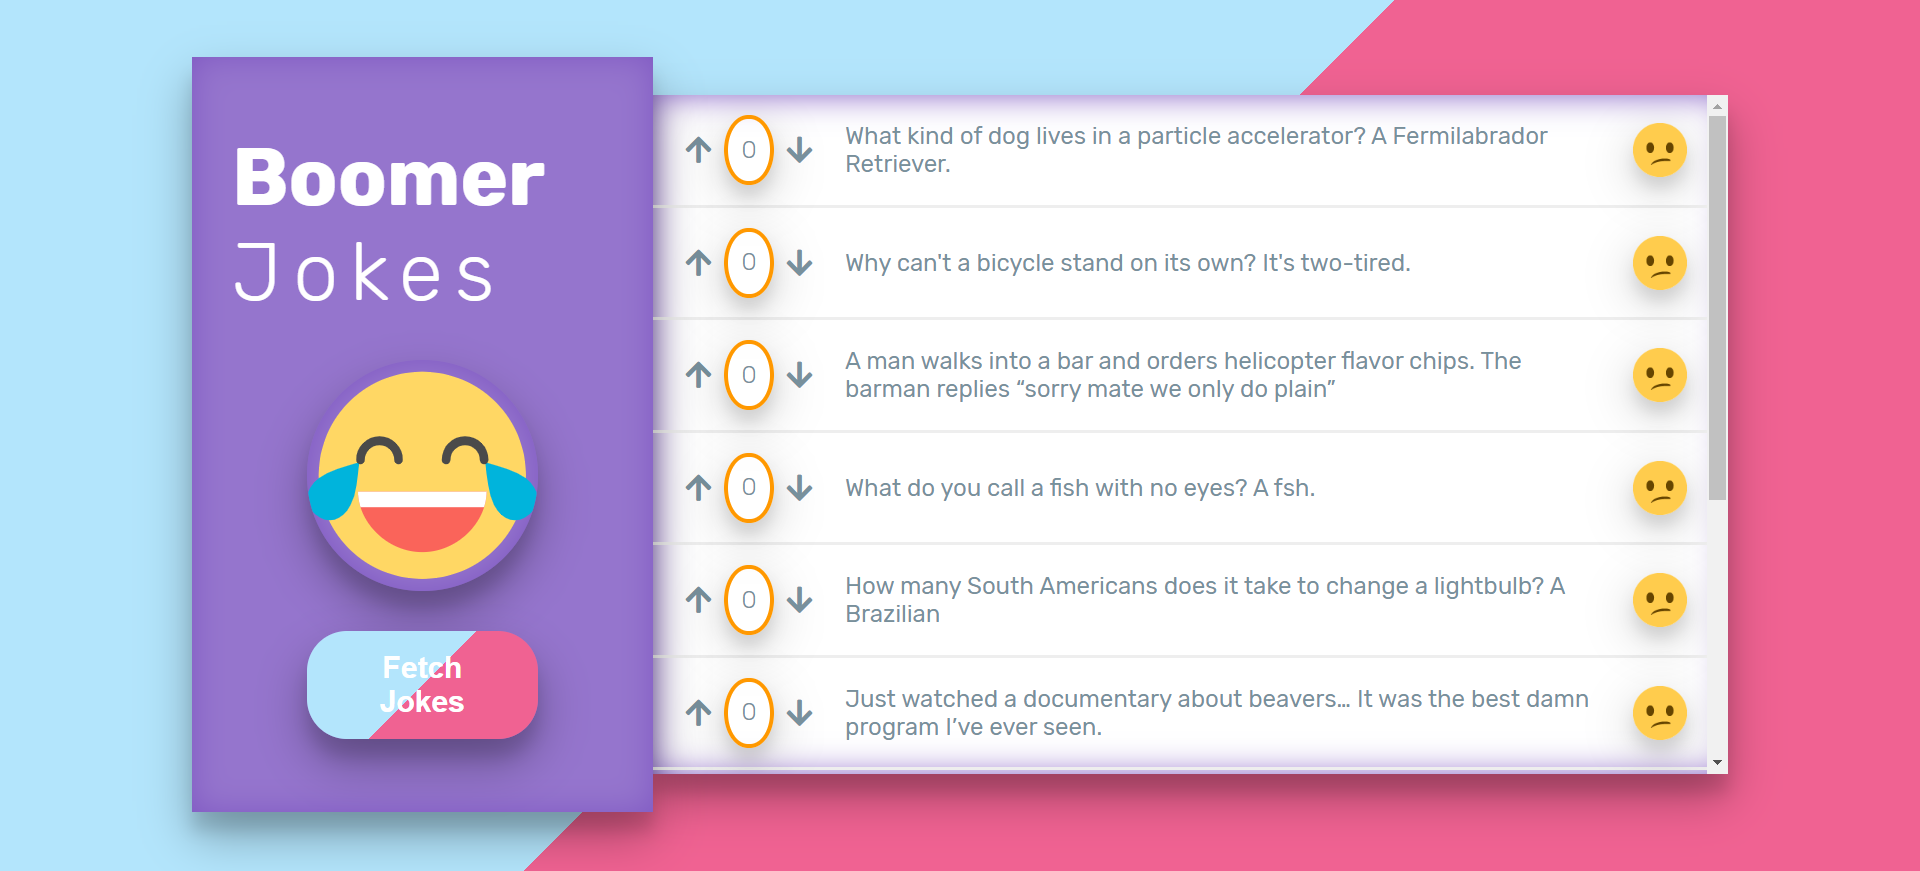 Boomer
Jokes
Fetch
Jokes
0
What kind of dog lives in a particle accelerator? A Fermilabrador
Retriever.
0
Why can't a bicycle stand on its own? It's two-tired.
0
A man walks into a bar and orders helicopter flavor chips. The
barman replies “sorry mate we only do plain”
0
What do you call a fish with no eyes? A fsh.
0
How many South Americans does it take to change a lightbulb? A
Brazilian
0
Just watched a documentary about beavers… It was the best damn
program I’ve ever seen.